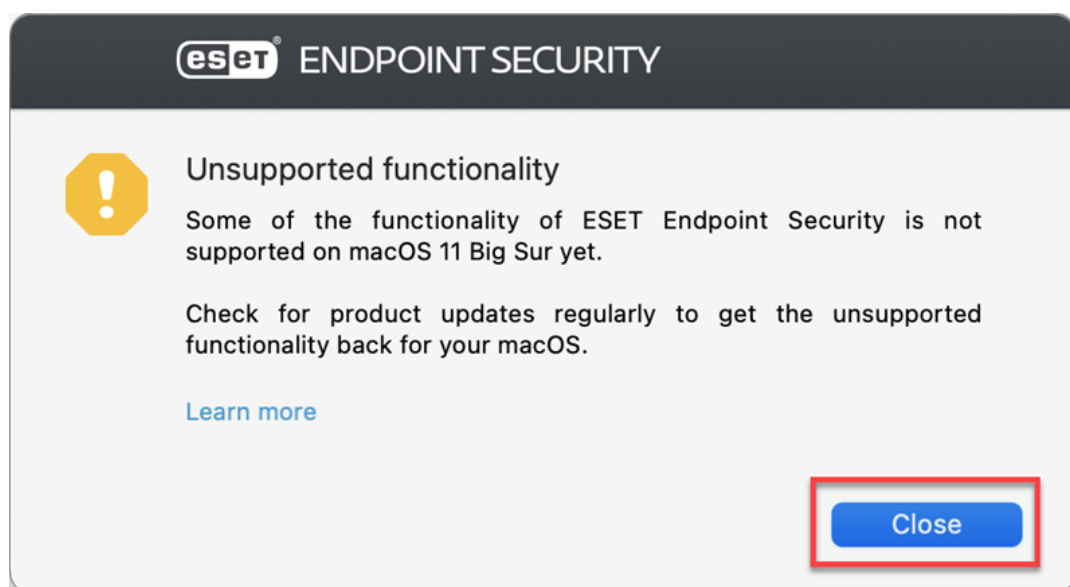 eseT® ENDPOINT SECURITY
Unsupported functionality
Some of the functionality of ESET Endpoint Security is not
supported on macOS 11 Big Sur yet.
Check for product updates regularly to get the unsupported
functionality back for your macOS.
Learn more
Close